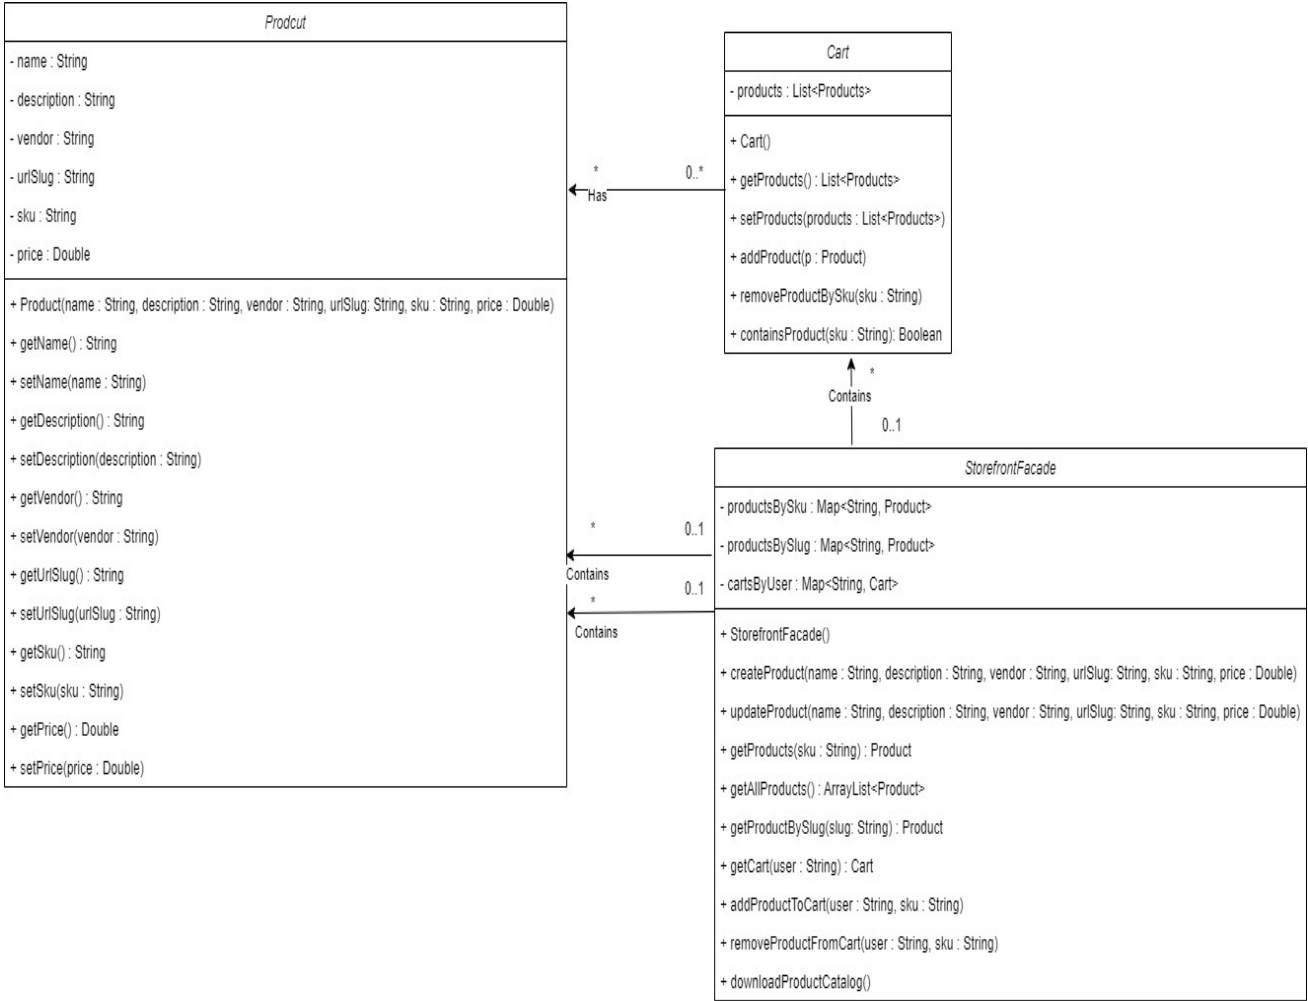 Prodcut
- name : String
- description : String
- vendor : String
- urlSlug : String
- sku : String
- price : Double
+ Product(name : String, description : String, vendor : String, urlSlug: String, sku : String, price : Double)
+ getName() : String
+ setName(name : String)
+ getDescription() : String
+ setDescription(description : String)
+ getVendor() : String
+ setVendor(vendor : String)
+ getUrlSlug() : String
+ setUrlSlug(urlSlug : String)
+ getSku() : String
+ setSku(sku : String)
+ getPrice() : Double
+ setPrice(price : Double)
* 0..*
Has
Cart
- products : List<Products>
+ Cart()
+ getProducts() : List<Products>
+ setProducts(products : List<Products>)
+ addProduct(p : Product)
+ removeProductBySku(sku : String)
+ containsProduct(sku : String): Boolean
*
Contains
0..1
* 0..1
Contains
* 0..1
Contains
StorefrontFacade
- productsBySku : Map<String, Product>
- productsBySlug : Map<String, Product>
- cartsByUser : Map<String, Cart>
+ StorefrontFacade()
+ createProduct(name : String, description : String, vendor : String, urlSlug: String, sku : String, price : Double)
+ updateProduct(name : String, description : String, vendor : String, urlSlug: String, sku : String, price : Double)
+ getProducts(sku : String) : Product
+ getAllProducts() : ArrayList<Product>
+ getProductBySlug(slug: String) : Product
+ getCart(user : String) : Cart
+ addProductToCart(user : String, sku : String)
+ removeProductFromCart(user : String, sku : String)
+ downloadProductCatalog()